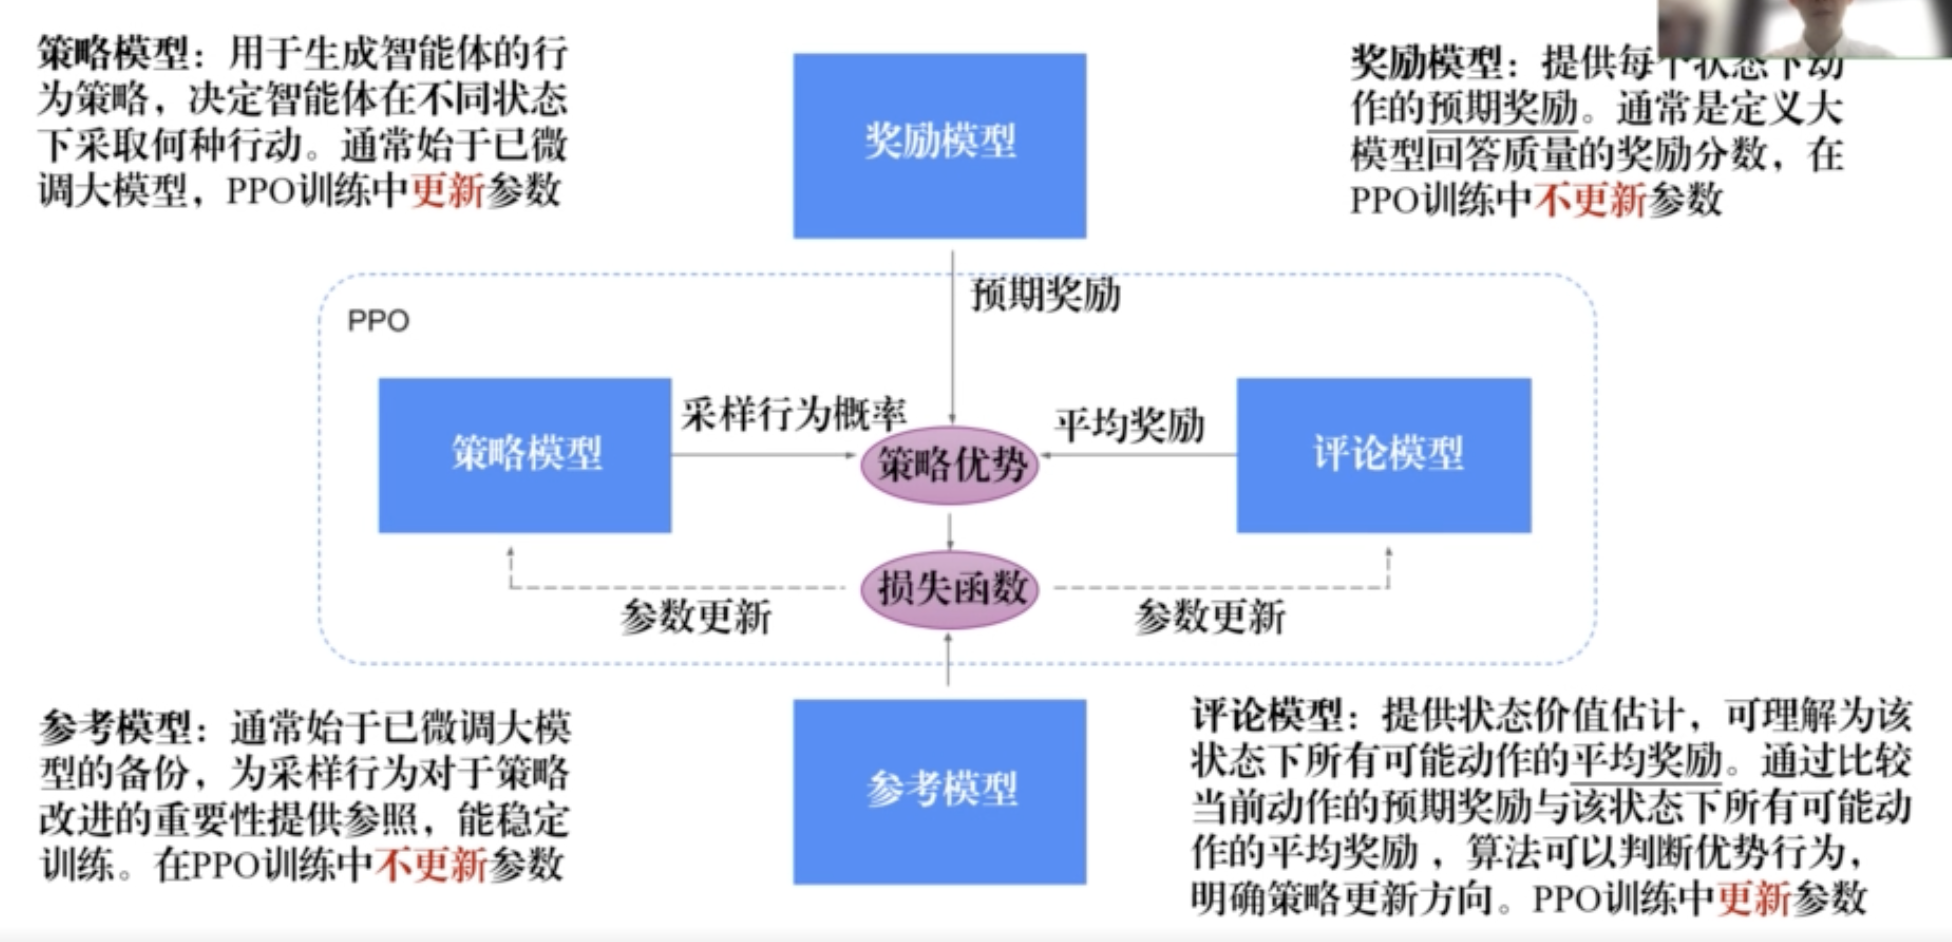 策略模型：用于生成智能体的行
为策略，决定智能体在不同状态
下采取何种行动。通常始于已微
调大模型，PPO训练中更新参数
奖励模型
奖励模型：提供每个状态下动
作的预期奖励。通常是定义大
模型回答质量的奖励分数，在
PPO训练中不更新参数
预期奖励
PPO
策略模型
采样行为概率
策略优势
平均奖励
评论模型
损失函数
参数更新
参数更新
参考模型：通常始于已微调大模
型的备份，为采样行为对于策略
改进的重要性提供参照，能稳定
训练。在PPO训练中不更新参数
参考模型
评论模型：提供状态价值估计，可理解为该
状态下所有可能动作的平均奖励。通过比较
当前动作的预期奖励与该状态下所有可能动
作的平均奖励，算法可以判断优势行为，
明确策略更新方向。PPO训练中更新参数